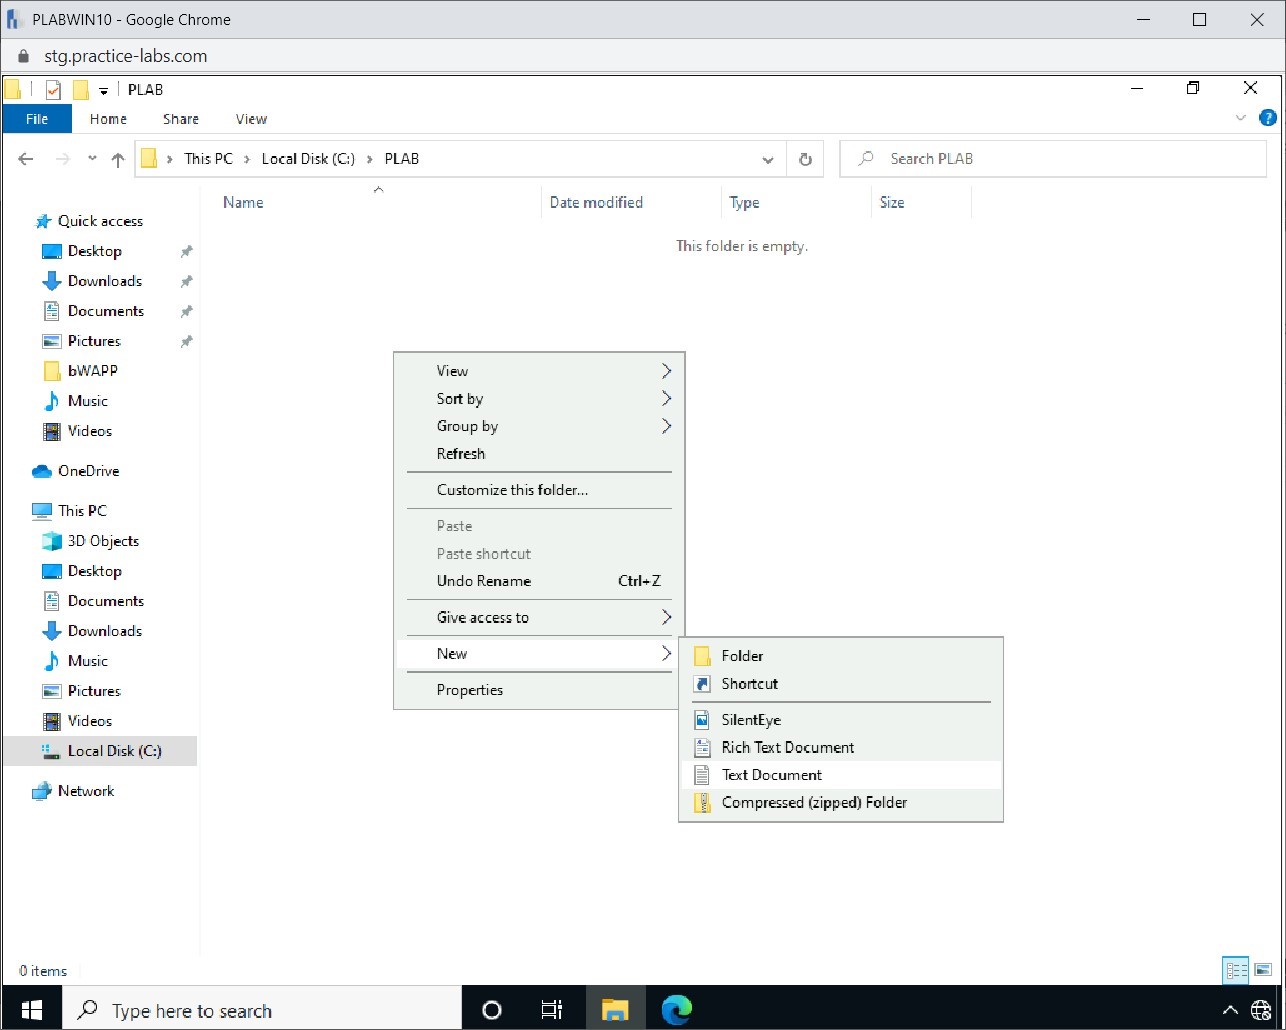 PLABWIN10 - Google Chrome
stg.practice-labs.com
PLAB
File Home Share View
This PC Local Disk (C:) PLAB
Search PLAB
Name Date modified Type Size
This folder is empty.
Quick access
Desktop
Downloads
Documents
Pictures
bWAPP
Music
Videos
OneDrive
This PC
3D Objects
Desktop
Documents
Downloads
Music
Pictures
Videos
Local Disk (C:)
Network
View
Sort by
Group by
Refresh
Customize this folder...
Paste
Paste shortcut
Undo Rename Ctrl+Z
Give access to
New
Properties
Folder
Shortcut
SilentEye
Rich Text Document
Text Document
Compressed (zipped) Folder
0 items
Type here to search